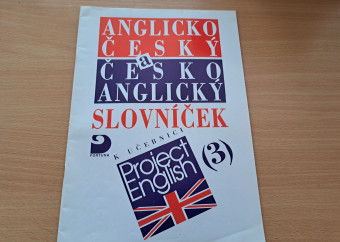 ANGLICKO
ČESKÝ
a
ČESKO
ANGLICKÝ
SLOVNÍČEK
FORTUNA
K UČEBNICI
Project
English
(3)